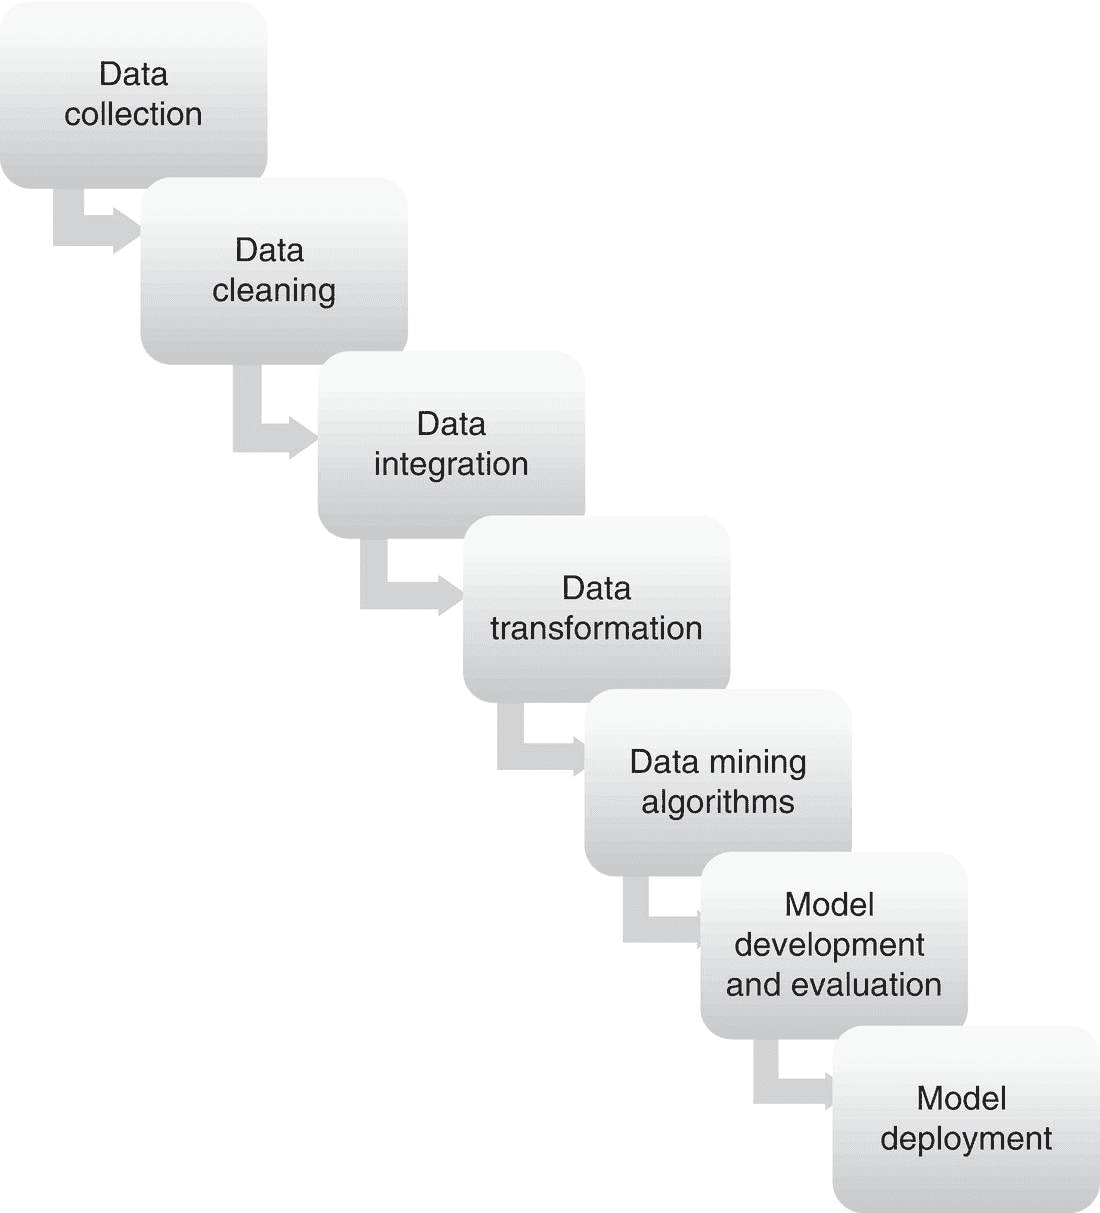 Data
collection
Data
cleaning
Data
integration
Data
transformation
Data mining
algorithms
Model
development
and evaluation
Model
deployment